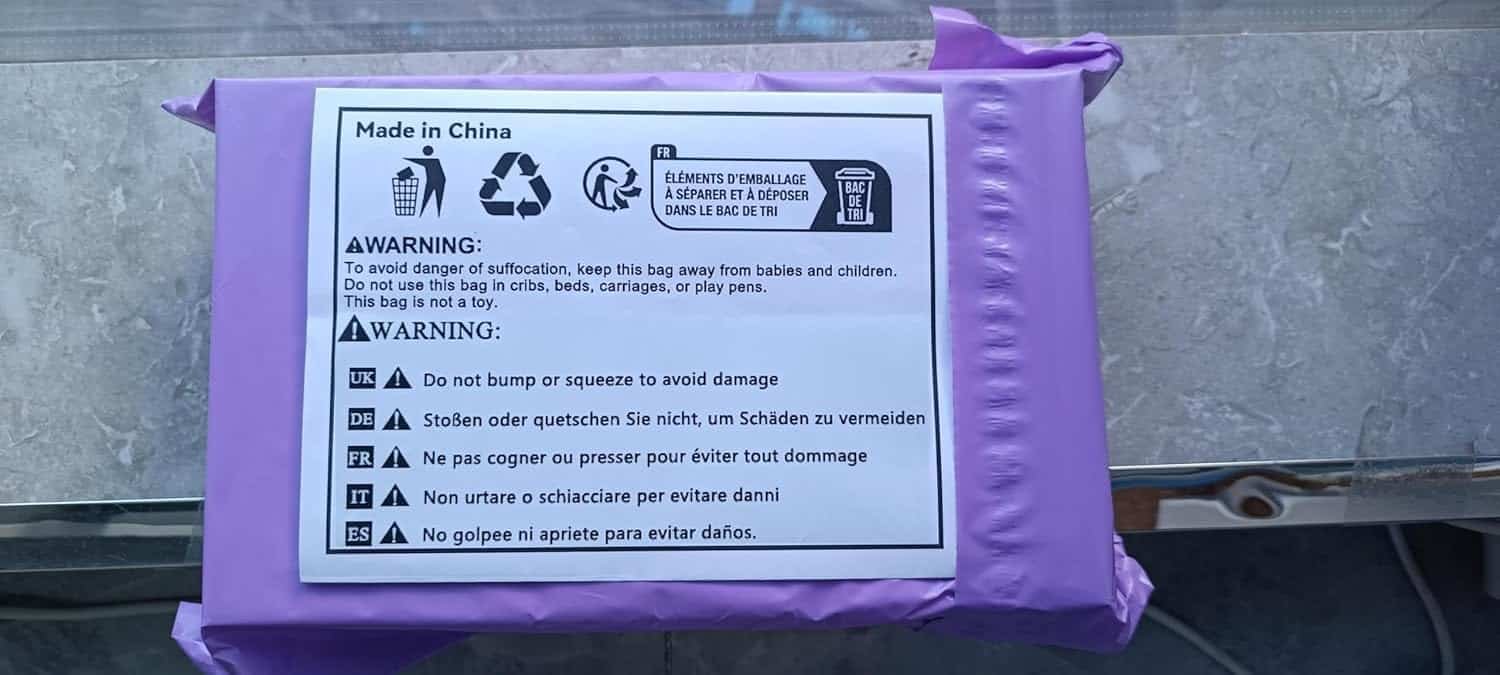 Made in China
FR
ÉLÉMENTS D'EMBALLAGE
À SÉPARER ET À DÉPOSER
DANS LE BAC DE TRI
BAC
DE
TRI
WARNING:
To avoid danger of suffocation, keep this bag away from babies and children.
Do not use this bag in cribs, beds, carriages, or play pens.
This bag is not a toy.
WARNING:
UK Do not bump or squeeze to avoid damage
DE Stoßen oder quetschen Sie nicht, um Schäden zu vermeiden
FR Ne pas cogner ou presser pour éviter tout dommage
IT Non urtare o schiacciare per evitare danni
ES No golpee ni apriete para evitar daños.